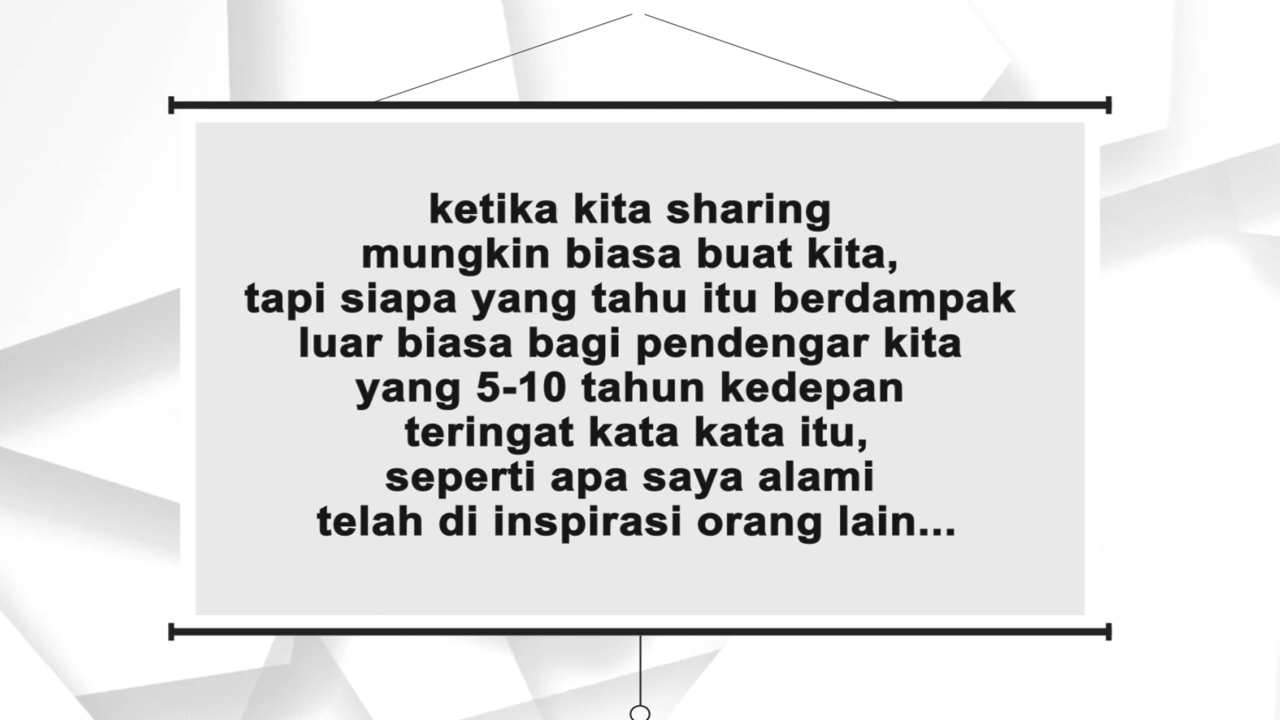 ketika kita sharing
mungkin biasa buat kita,
tapi siapa yang tahu itu berdampak
luar biasa bagi pendengar kita
yang 5-10 tahun kedepan
teringat kata kata itu,
seperti apa saya alami
telah di inspirasi orang lain...